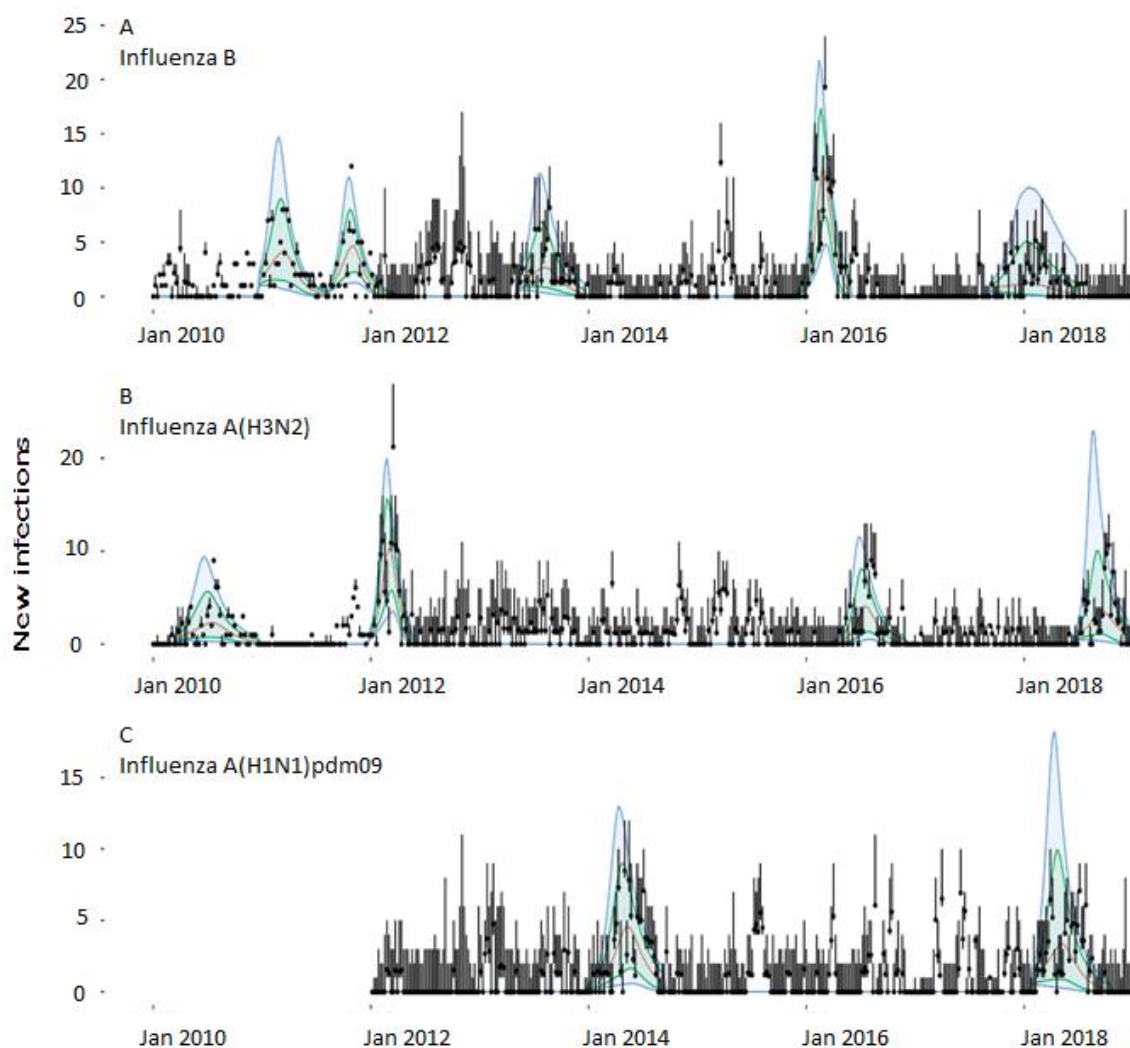 New infections
A
Influenza B
25
20
15
10
5
0
Jan 2010 Jan 2012 Jan 2014 Jan 2016 Jan 2018
B
Influenza A(H3N2)
20
10
0
Jan 2010 Jan 2012 Jan 2014 Jan 2016 Jan 2018
C
Influenza A(H1N1)pdm09
15
10
5
0
Jan 2010 Jan 2012 Jan 2014 Jan 2016 Jan 2018